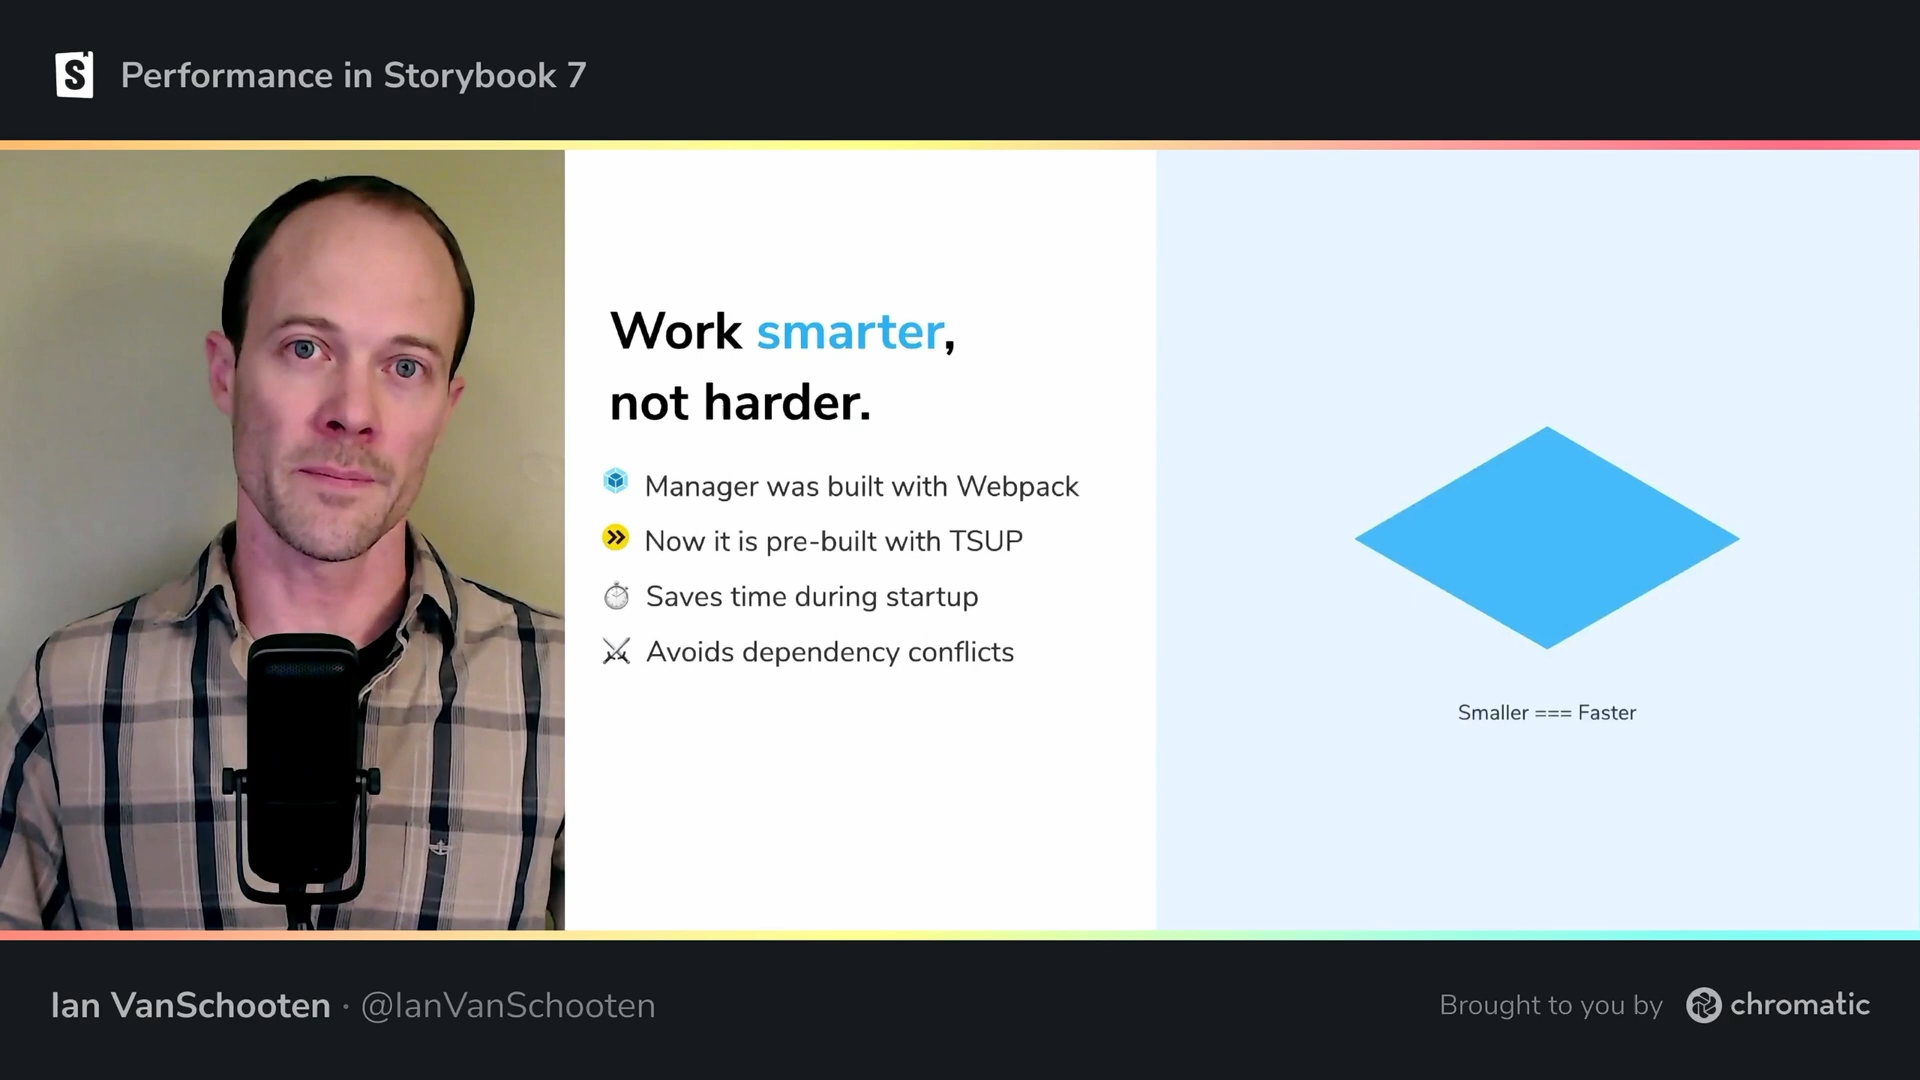 Performance in Storybook 7
Work smarter,
not harder.
Manager was built with Webpack
Now it is pre-built with TSUP
Saves time during startup
Avoids dependency conflicts
Smaller === Faster
Ian VanSchooten · @IanVanSchooten
Brought to you by chromatic